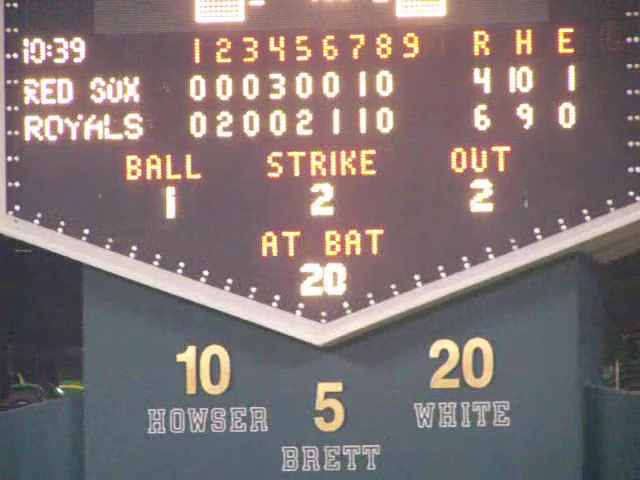 10:39 1 2 3 4 5 6 7 8 9 R H E
RED SOX 0 0 0 3 0 0 1 0 4 10 1
ROYALS 0 2 0 0 2 1 1 0 6 9 0
BALL STRIKE OUT
1 2 2
AT BAT
20
10 5 20
HOWSER BRETT WHITE